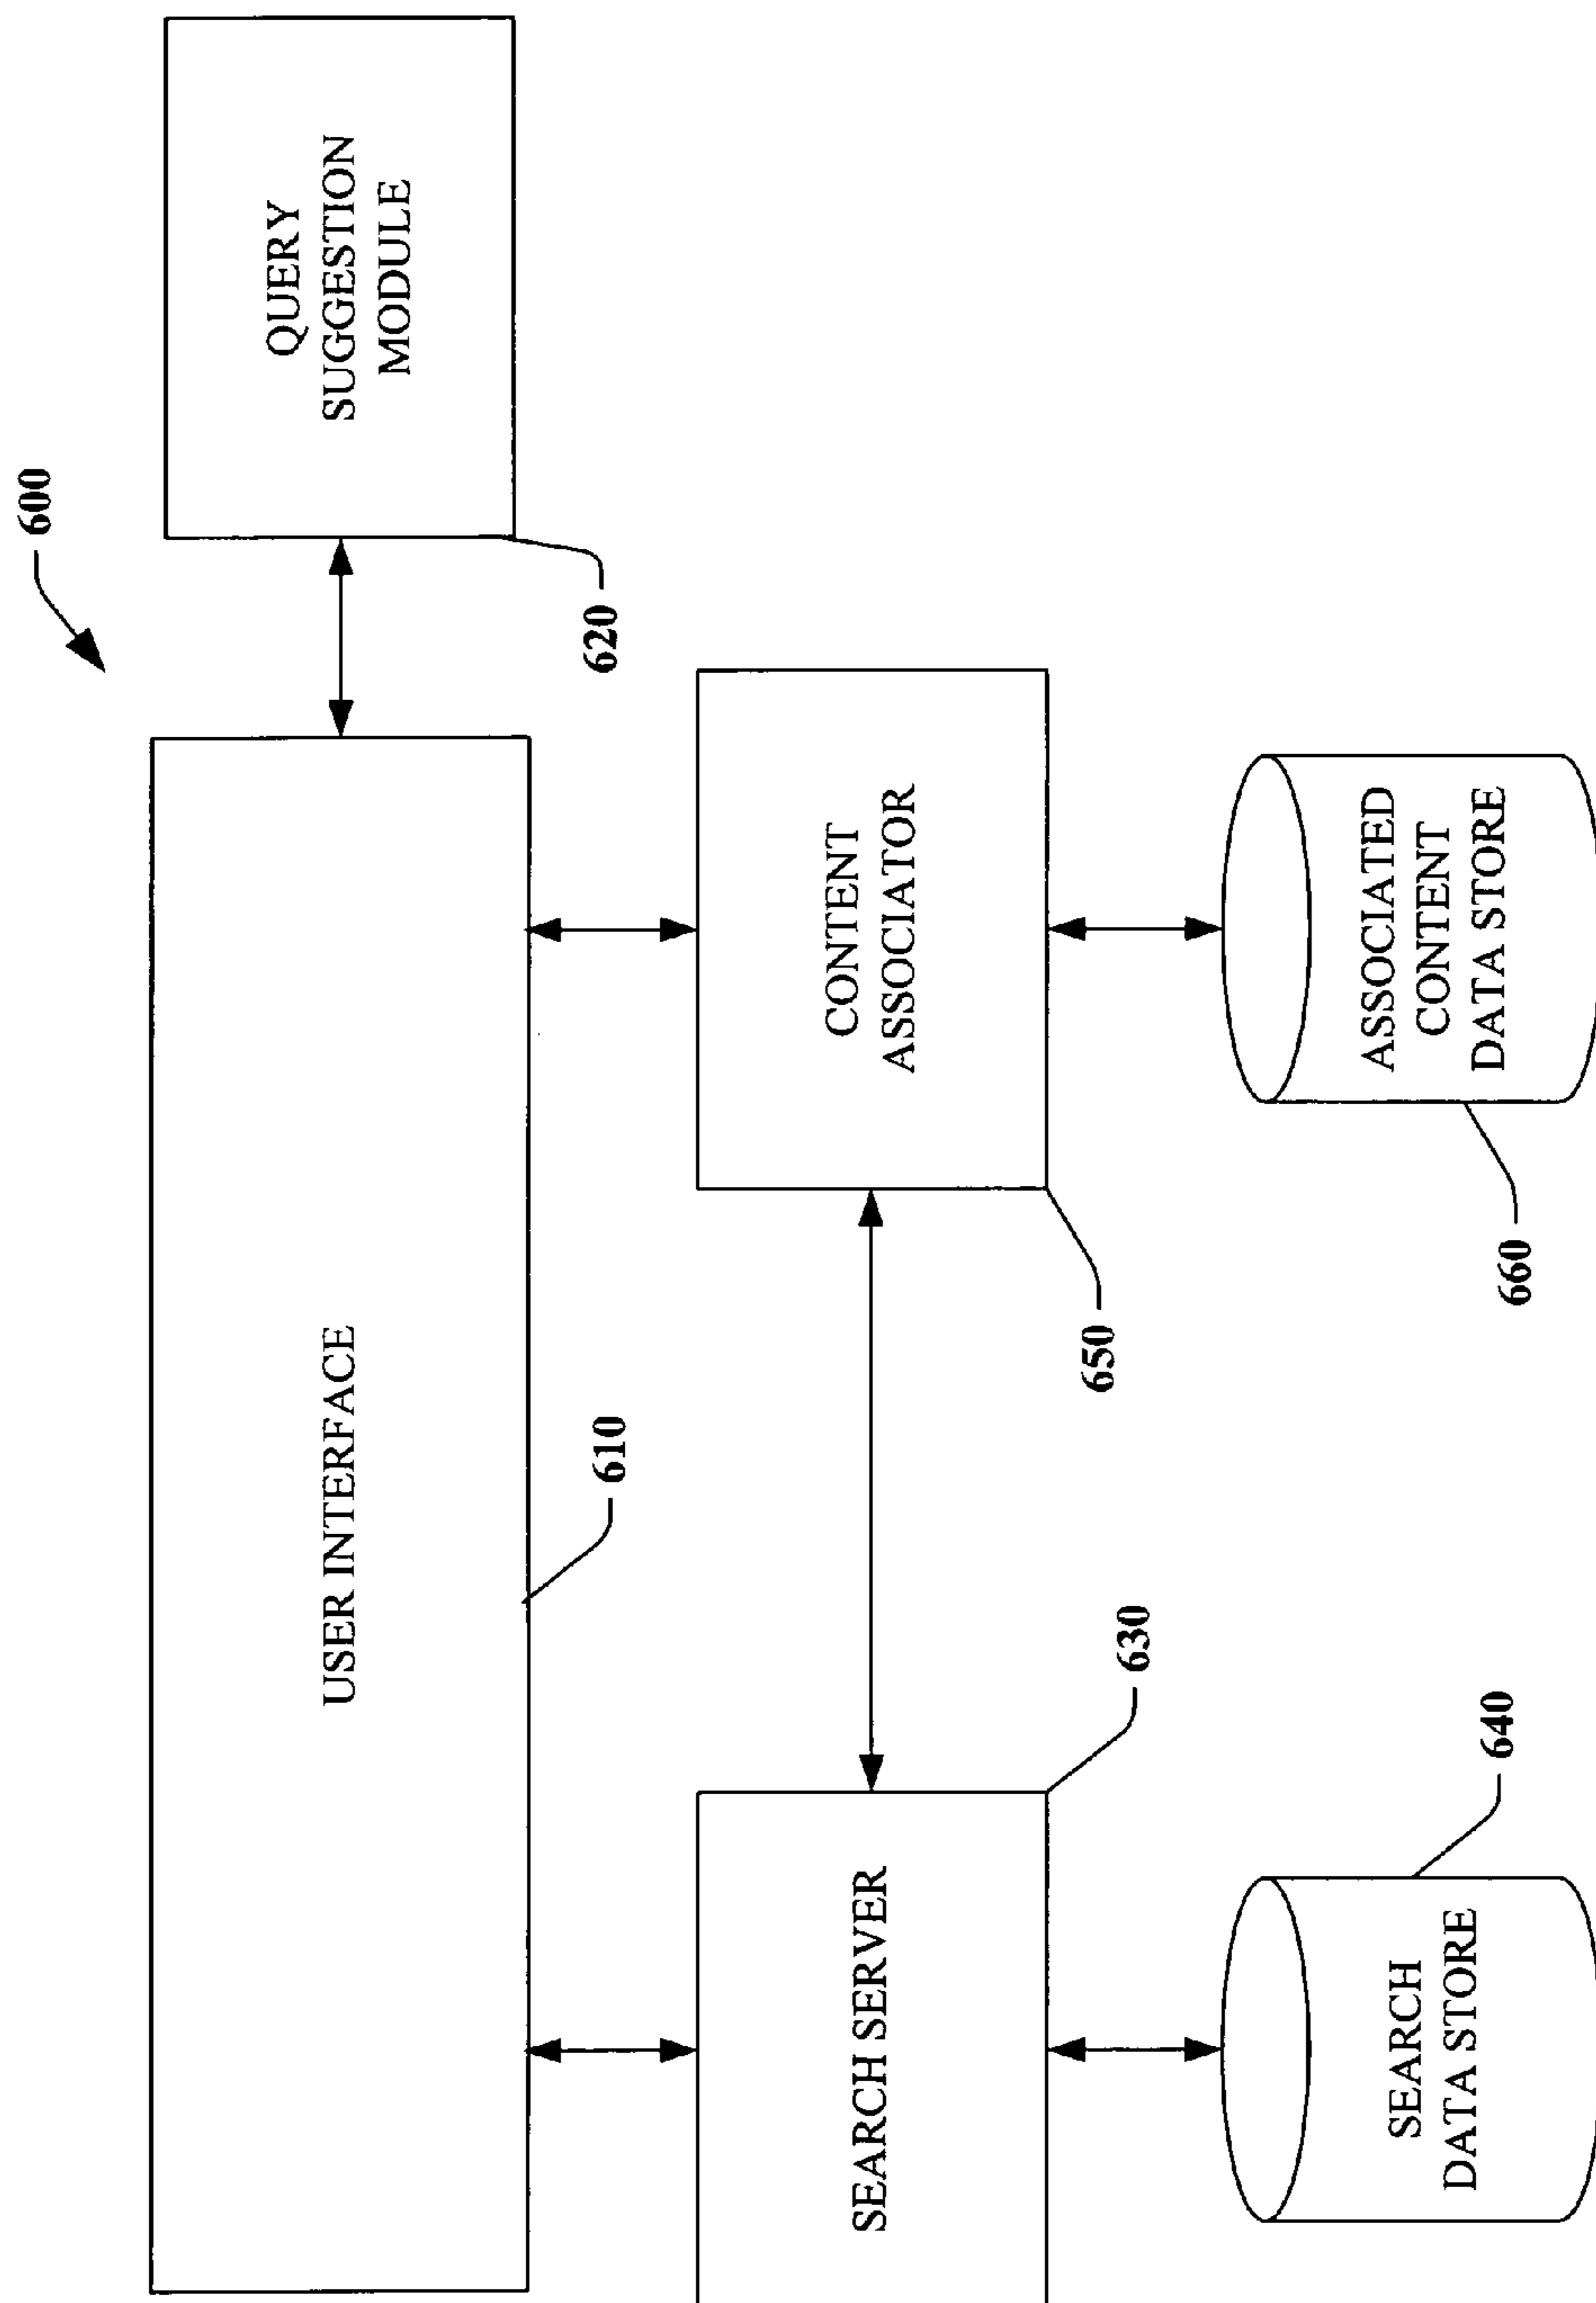 600
QUERY
SUGGESTION
MODULE
620
USER INTERFACE
610
CONTENT
ASSOCIATOR
650
SEARCH SERVER
630
ASSOCIATED
CONTENT
DATA STORE
660
SEARCH
DATA STORE
640